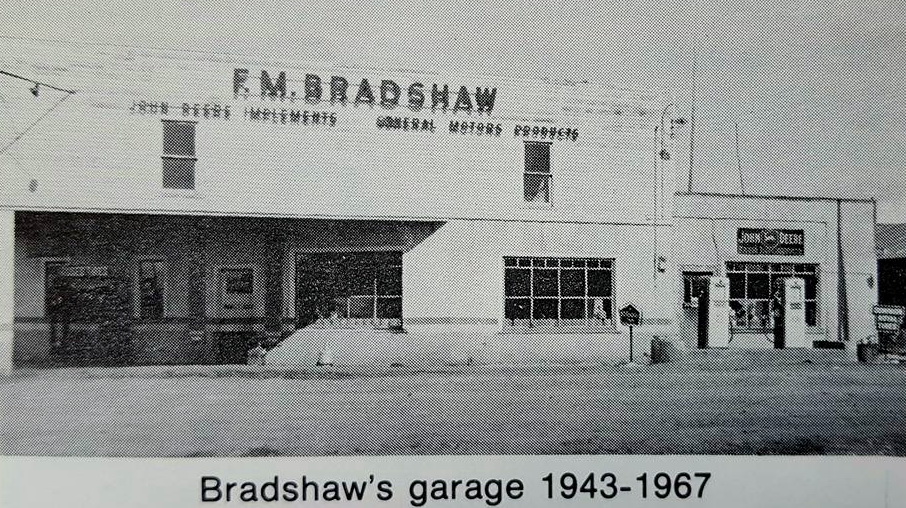 F. M. BRADSHAW
JOHN DEERE IMPLEMENTS GENERAL MOTORS PRODUCTS
JOHN DEERE
Bradshaw's garage 1943-1967